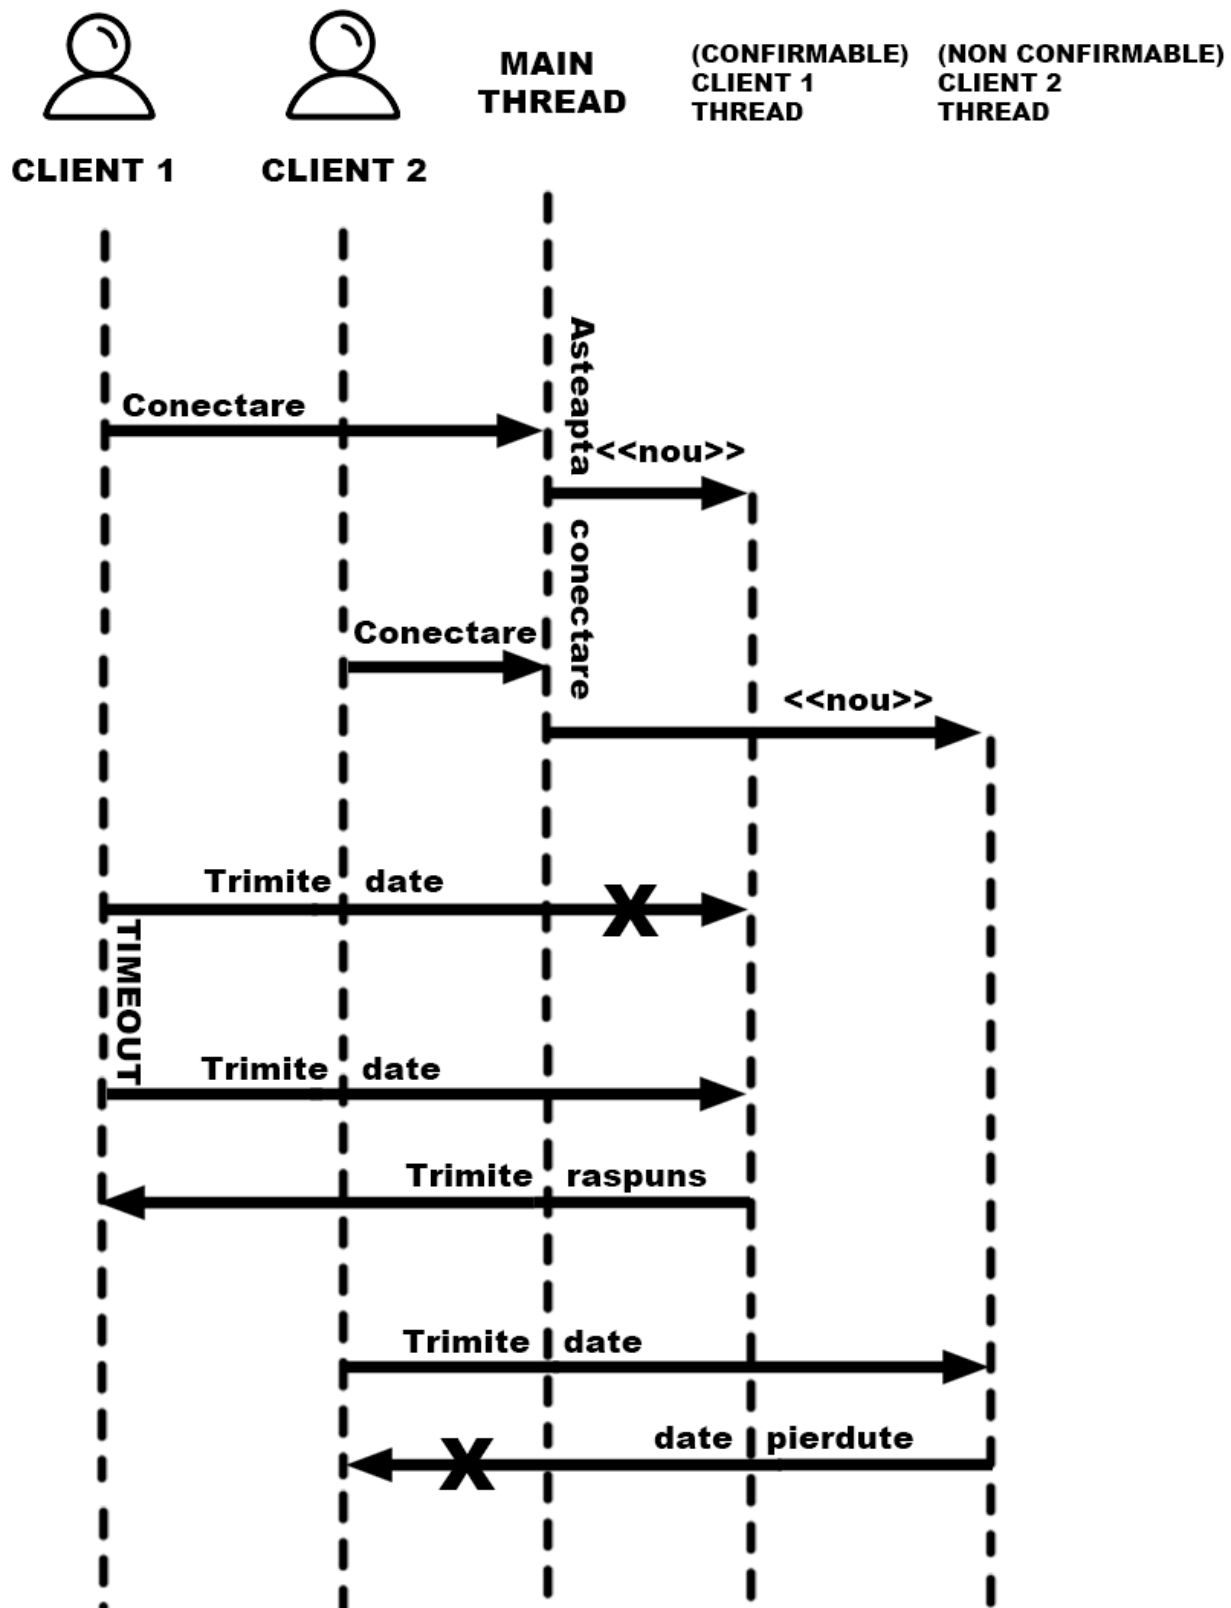 MAIN
THREAD
(CONFIRMABLE)
CLIENT 1
THREAD
(NON CONFIRMABLE)
CLIENT 2
THREAD
CLIENT 1
CLIENT 2
Asteapta conectare
Conectare
<<nou>>
Conectare
<<nou>>
Trimite date
X
TIMEOUT
Trimite date
Trimite raspuns
Trimite date
date pierdute
X